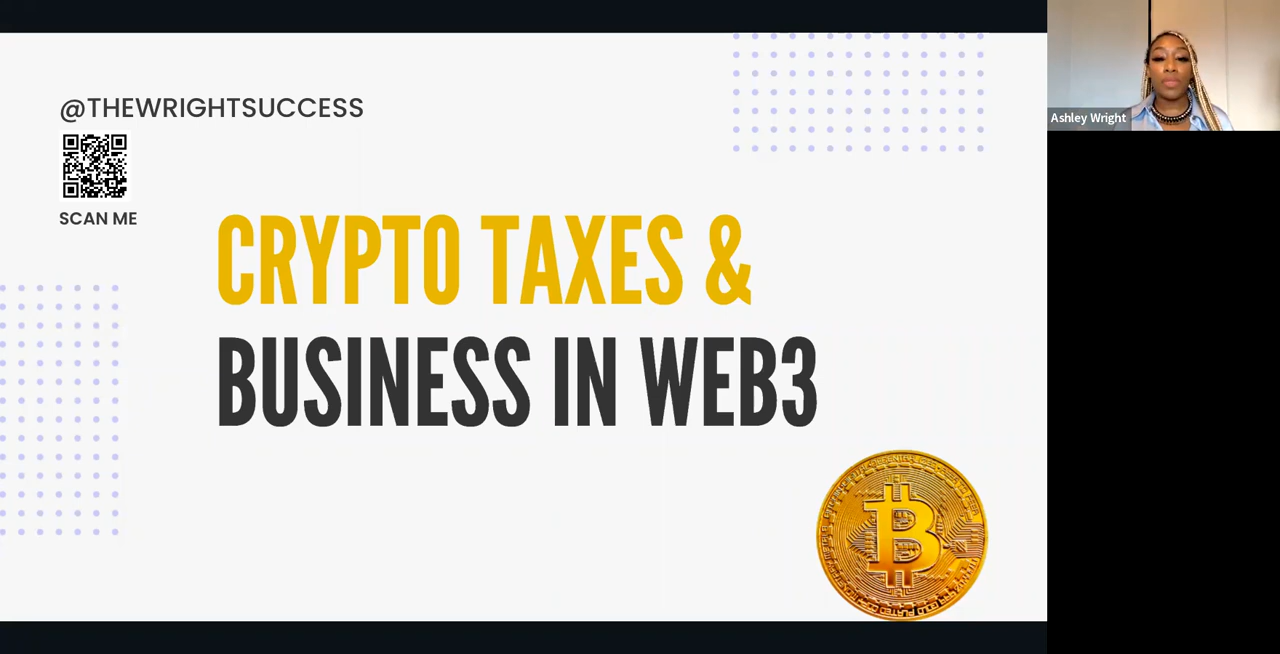 @THEWRIGHTSUCCESS
SCAN ME
CRYPTO TAXES &
BUSINESS IN WEB3
Ashley Wright